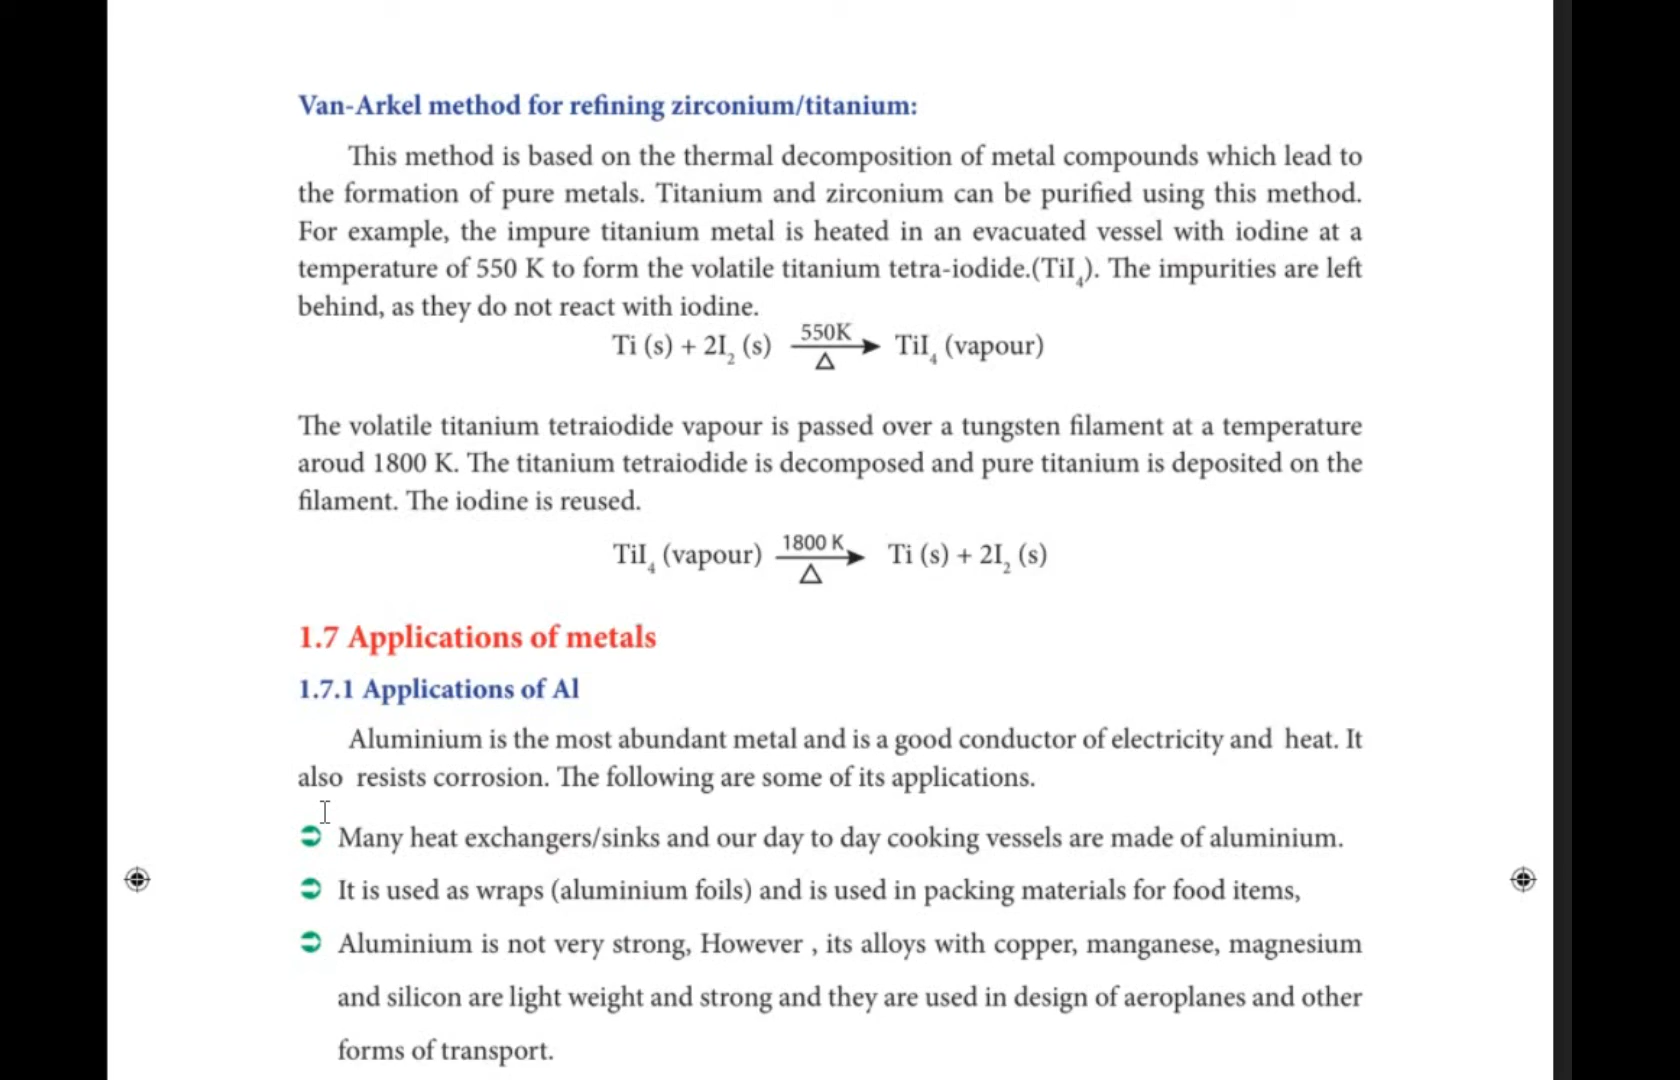 Van-Arkel method for refining zirconium/titanium:
This method is based on the thermal decomposition of metal compounds which lead to
the formation of pure metals. Titanium and zirconium can be purified using this method.
For example, the impure titanium metal is heated in an evacuated vessel with iodine at a
temperature of 550 K to form the volatile titanium tetra-iodide.(TiI₄). The impurities are left
behind, as they do not react with iodine.
Ti (s) + 2I₂ (s) 550K Δ → TiI₄ (vapour)
The volatile titanium tetraiodide vapour is passed over a tungsten filament at a temperature
aroud 1800 K. The titanium tetraiodide is decomposed and pure titanium is deposited on the
filament. The iodine is reused.
TiI₄ (vapour) 1800 K Δ → Ti (s) + 2I₂ (s)
1.7 Applications of metals
1.7.1 Applications of Al
Aluminium is the most abundant metal and is a good conductor of electricity and heat. It
also resists corrosion. The following are some of its applications.
➲ Many heat exchangers/sinks and our day to day cooking vessels are made of aluminium.
➲ It is used as wraps (aluminium foils) and is used in packing materials for food items,
➲ Aluminium is not very strong, However , its alloys with copper, manganese, magnesium
and silicon are light weight and strong and they are used in design of aeroplanes and other
forms of transport.